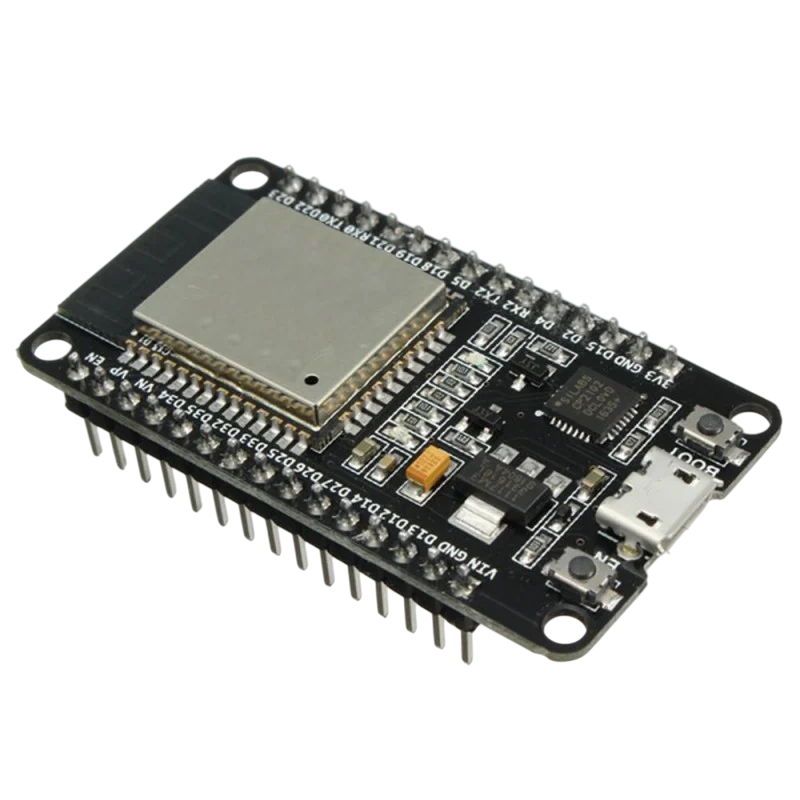 D23 D22 TX0 RX0 D21 D19 D18 D5 TX2 RX2 D4 D2 D15 GND 3V3
EN VP VN D34 D35 D32 D33 D25 D26 D27 D14 D12 D13 GND VIN
SILABS
CP2102
BOOT
EN